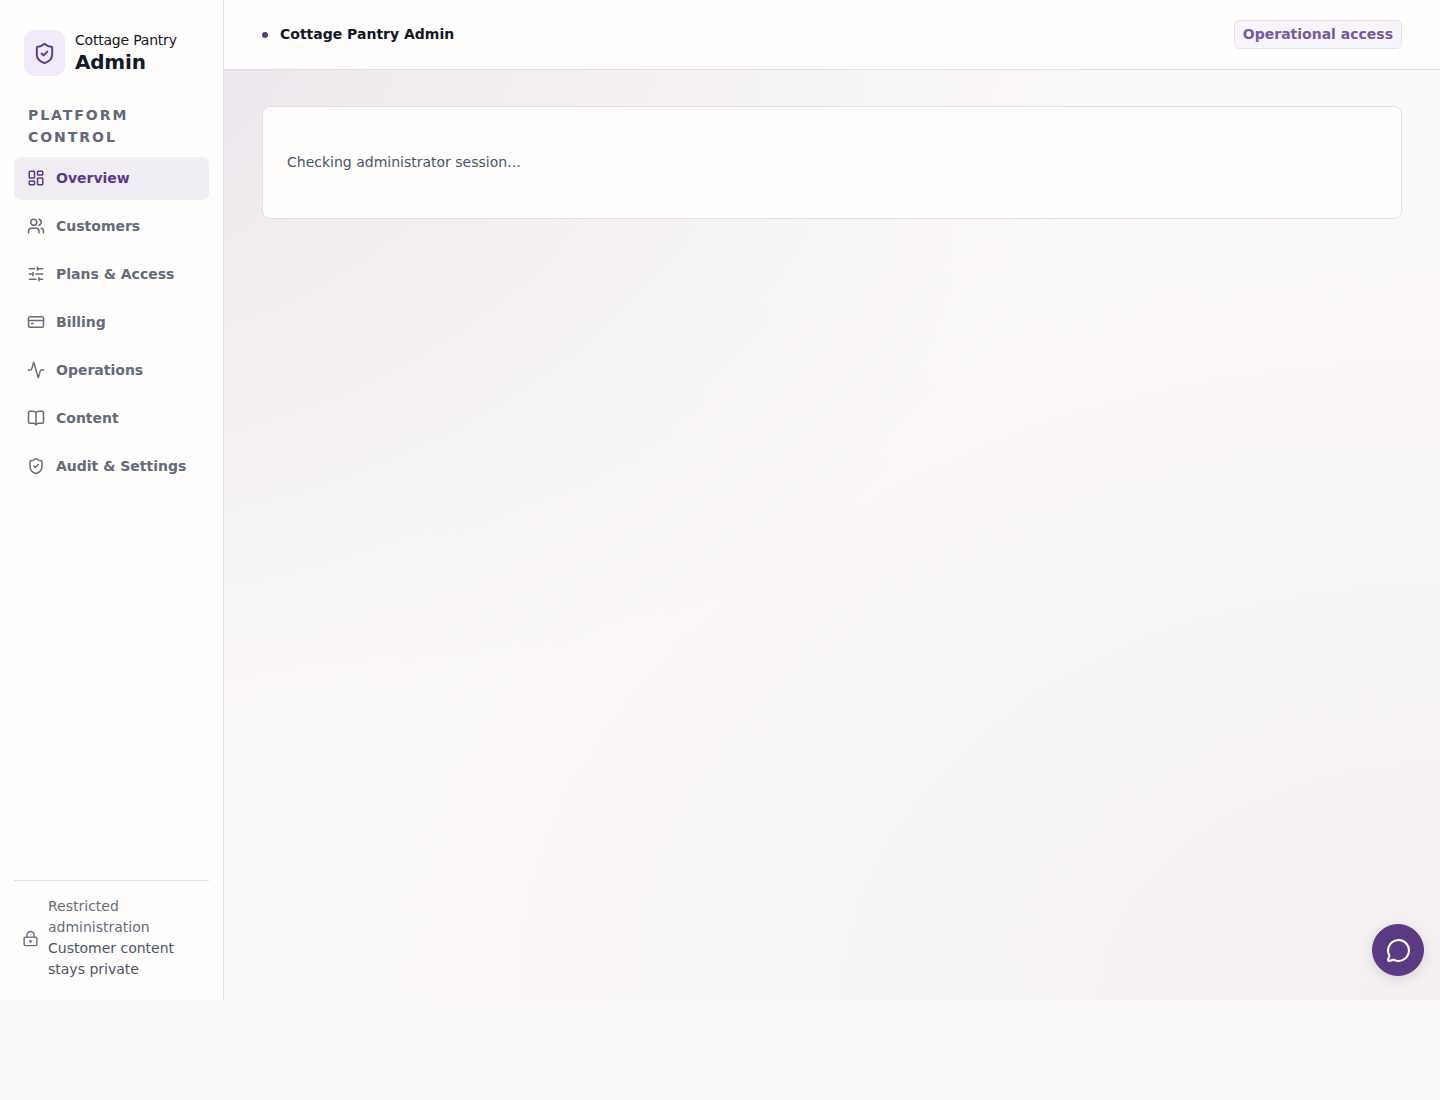 Cottage Pantry
Admin
PLATFORM
CONTROL
Overview
Customers
Plans & Access
Billing
Operations
Content
Audit & Settings
Restricted
administration
Customer content
stays private
Cottage Pantry Admin
Operational access
Checking administrator session…